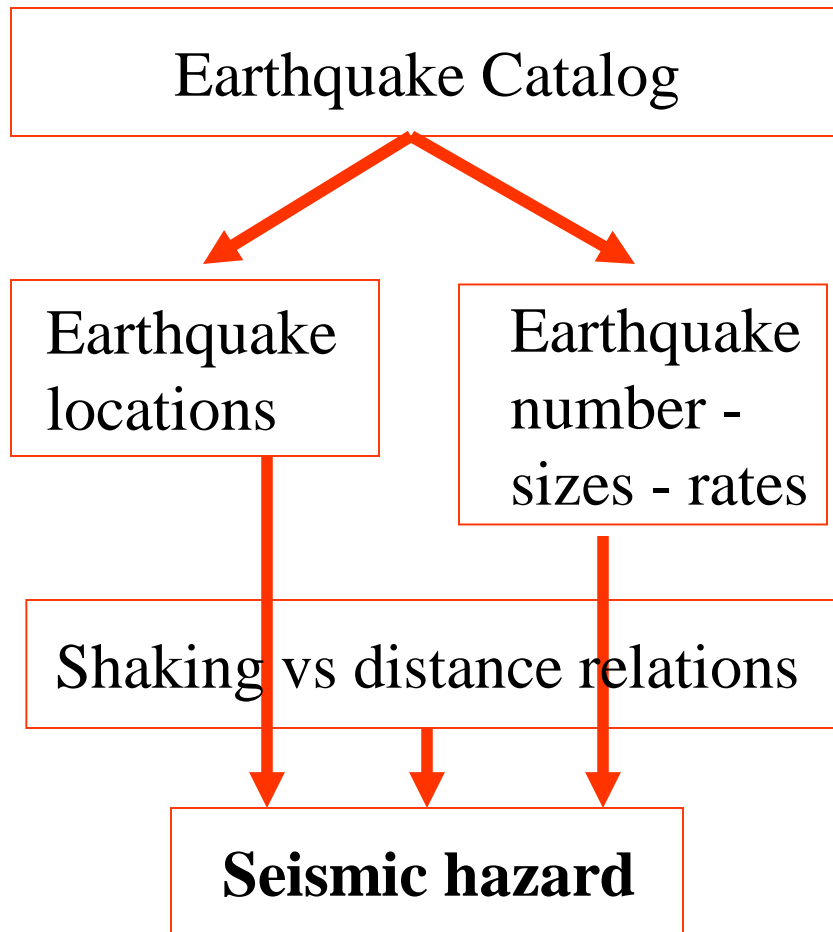 Earthquake Catalog
Earthquake
locations
Earthquake
number -
sizes - rates
Shaking vs distance relations
Seismic hazard